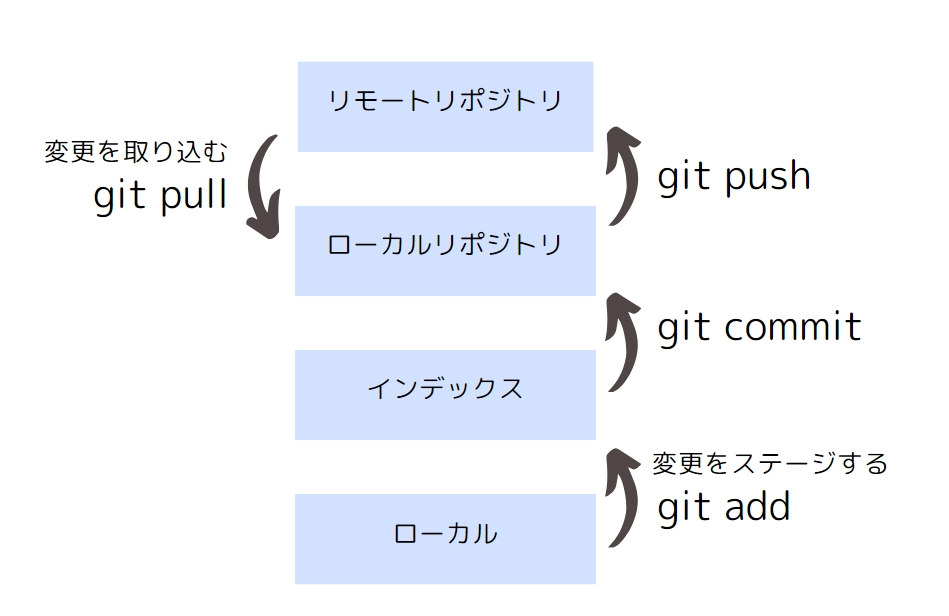 リモートリポジトリ
変更を取り込む
git pull
git push
ローカルリポジトリ
git commit
インデックス
変更をステージする
git add
ローカル